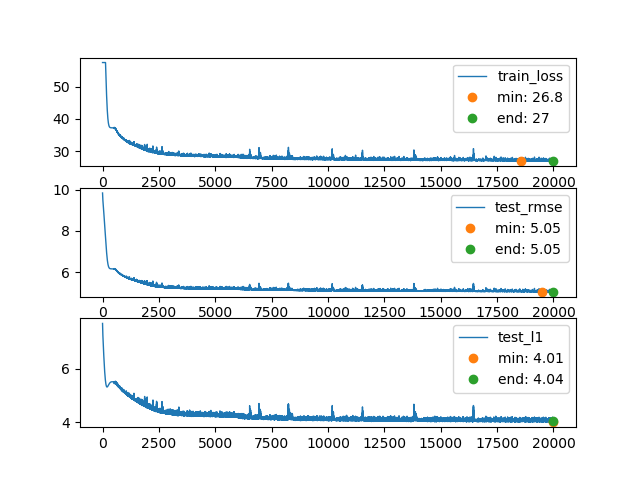 50
40
30
train_loss
min: 26.8
end: 27
0 2500 5000 7500 10000 12500 15000 17500 20000
10
8
6
test_rmse
min: 5.05
end: 5.05
0 2500 5000 7500 10000 12500 15000 17500 20000
6
4
test_l1
min: 4.01
end: 4.04
0 2500 5000 7500 10000 12500 15000 17500 20000